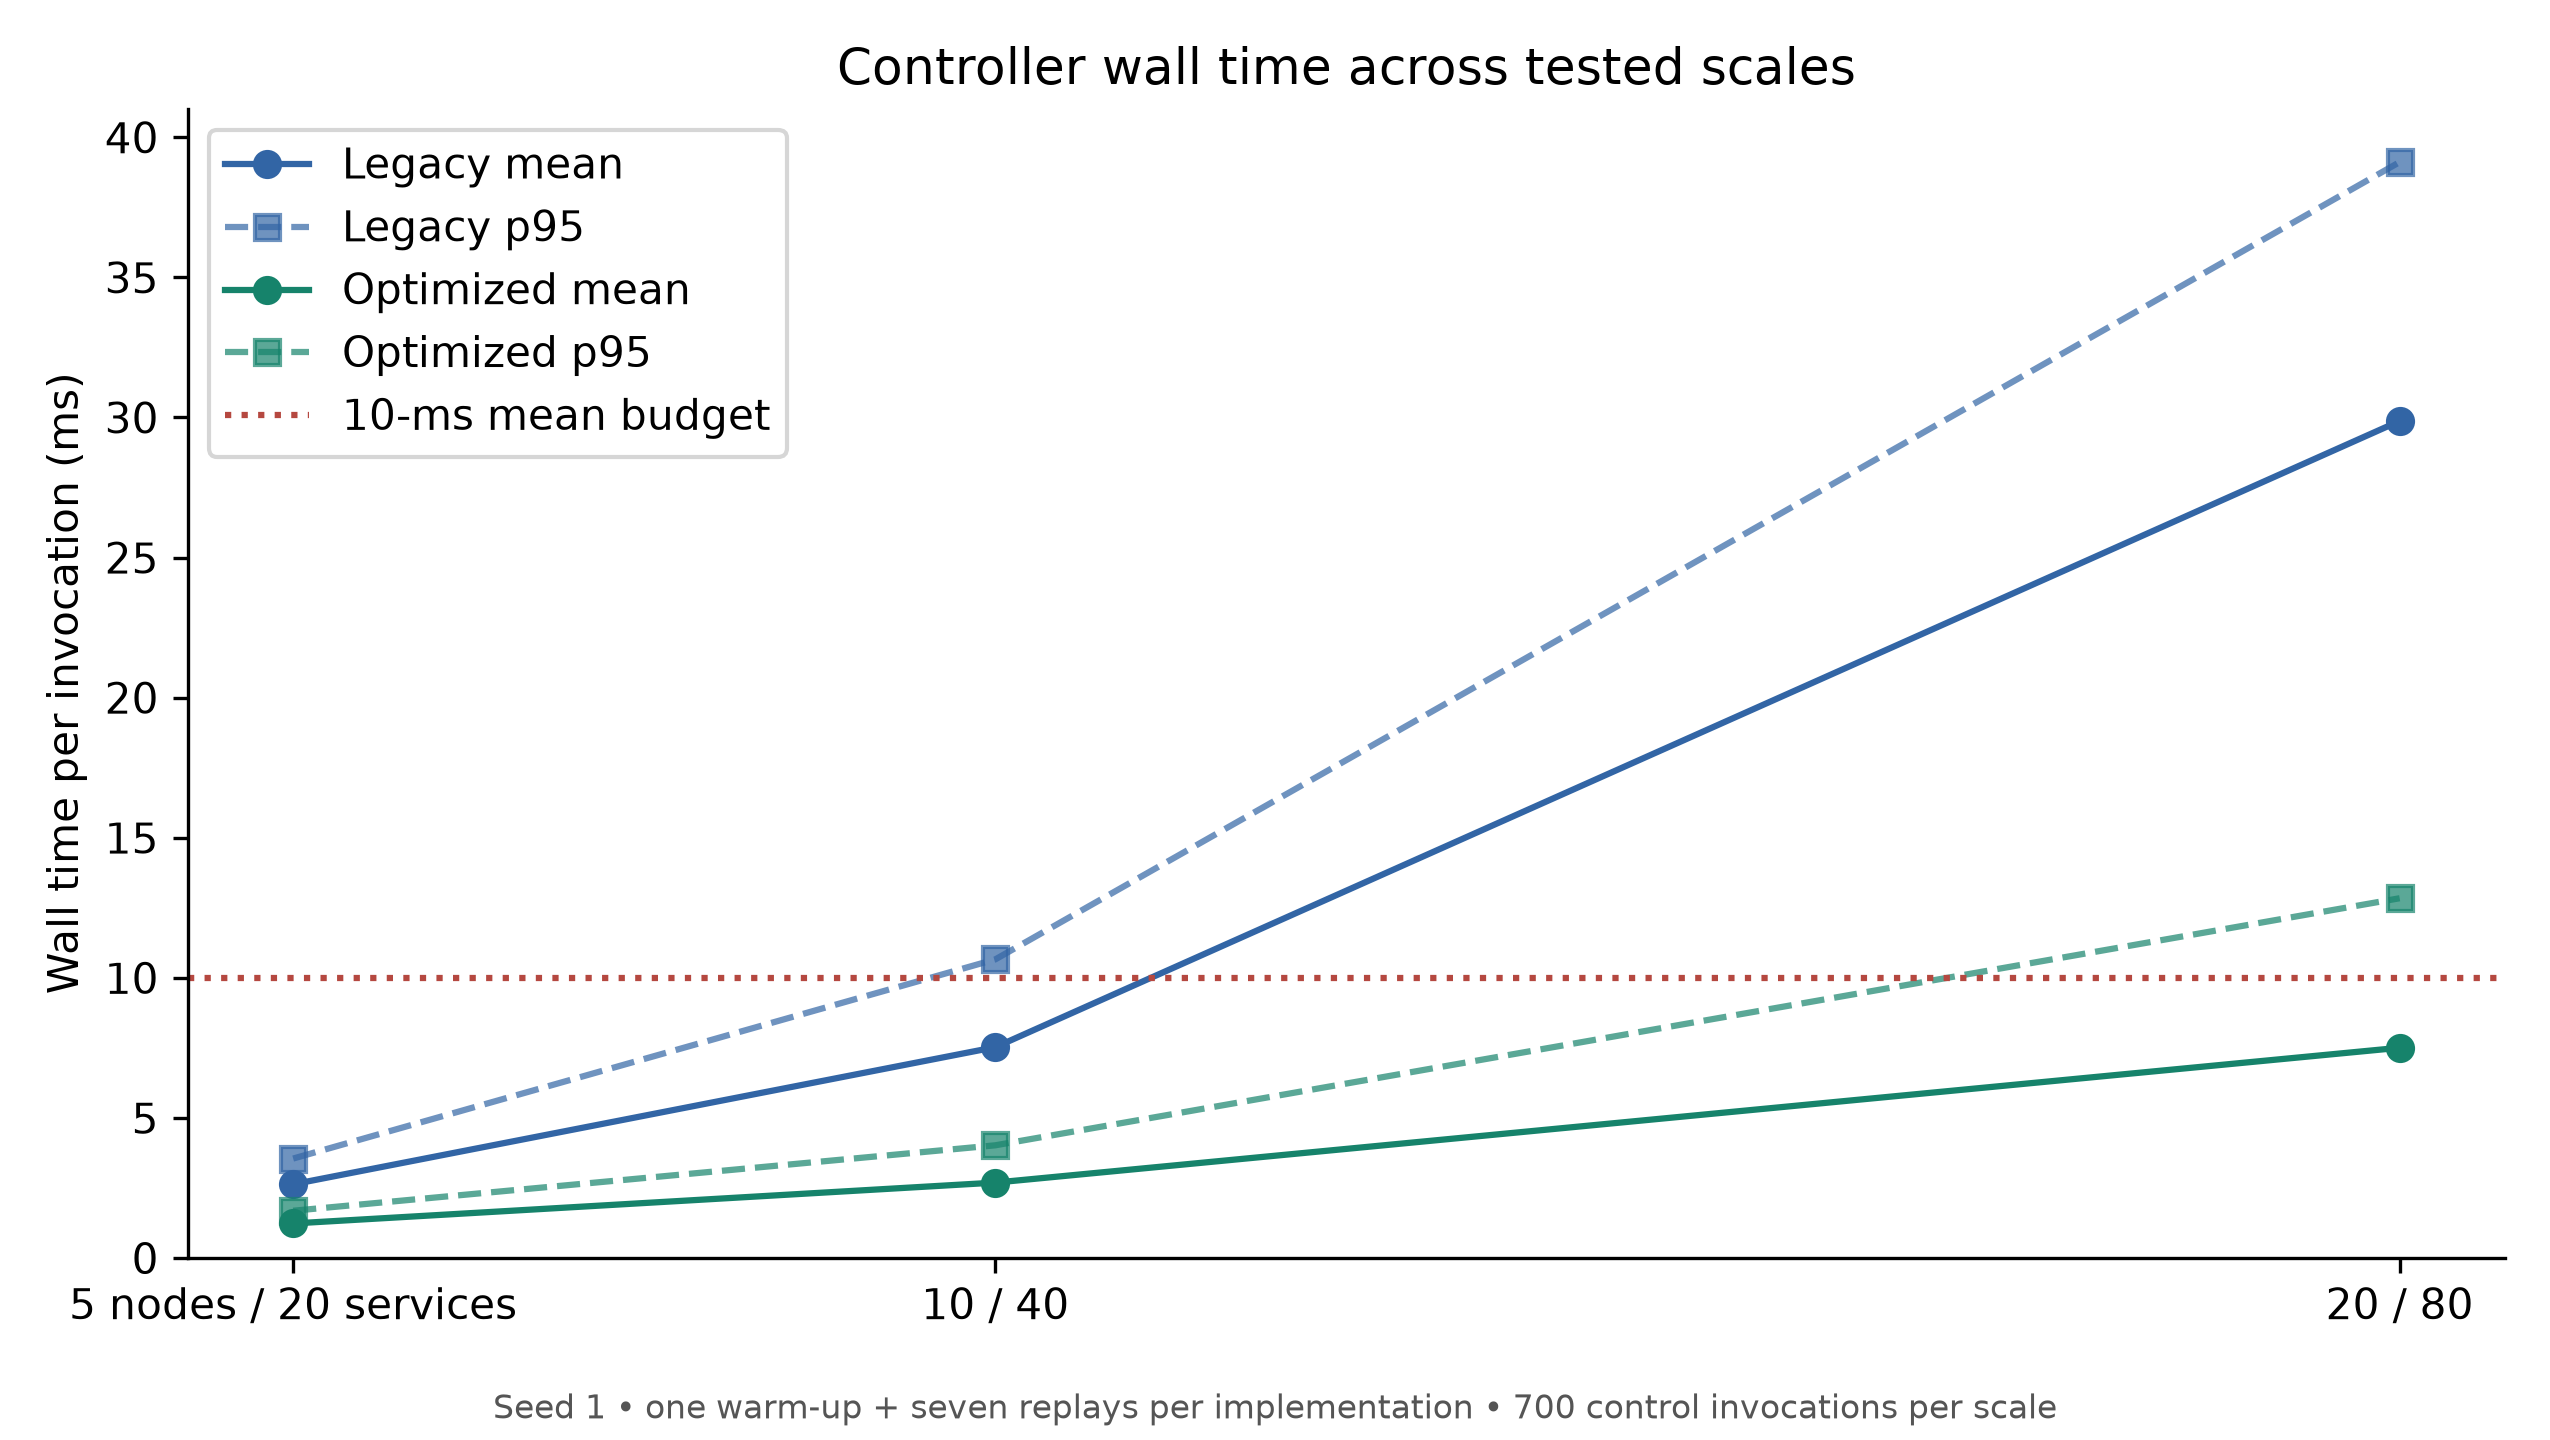 Controller wall time across tested scales
Legacy mean
Legacy p95
Optimized mean
Optimized p95
10-ms mean budget
Wall time per invocation (ms)
40
35
30
25
20
15
10
5
0
5 nodes / 20 services
10 / 40
20 / 80
Seed 1 • one warm-up + seven replays per implementation • 700 control invocations per scale